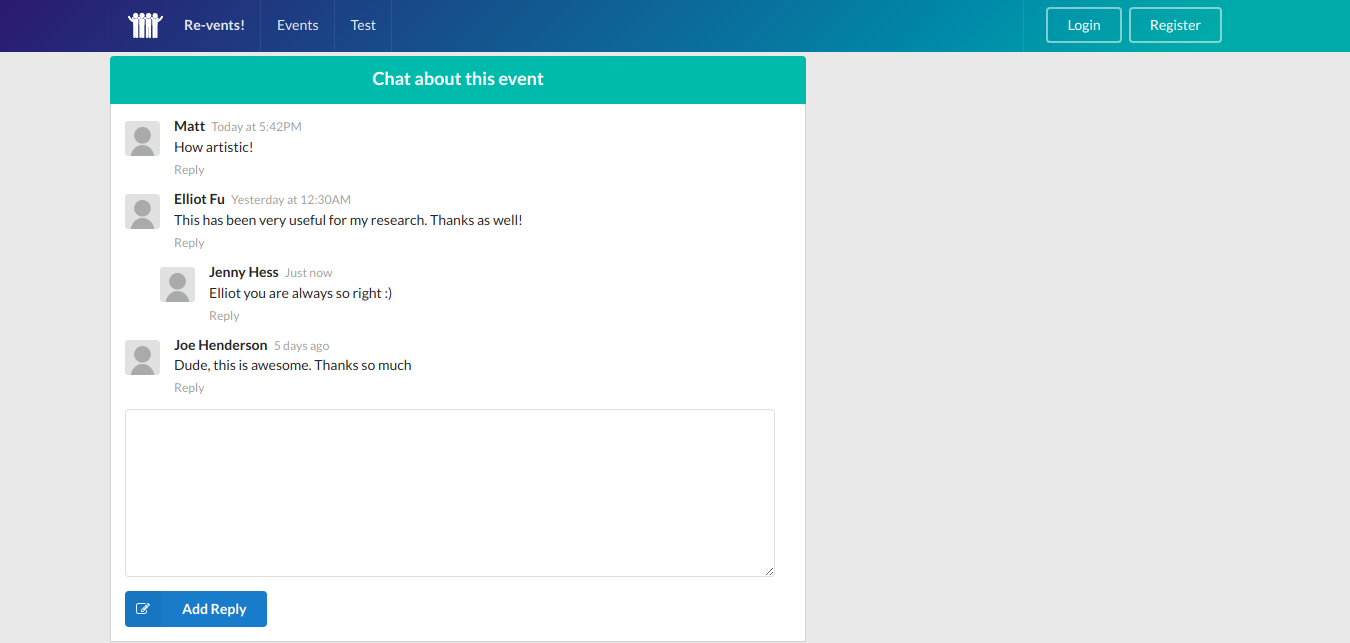 Re-vents! Events Test Login Register
Chat about this event
Matt Today at 5:42PM
How artistic!
Reply
Elliot Fu Yesterday at 12:30AM
This has been very useful for my research. Thanks as well!
Reply
Jenny Hess Just now
Elliot you are always so right :)
Reply
Joe Henderson 5 days ago
Dude, this is awesome. Thanks so much
Reply
Add Reply